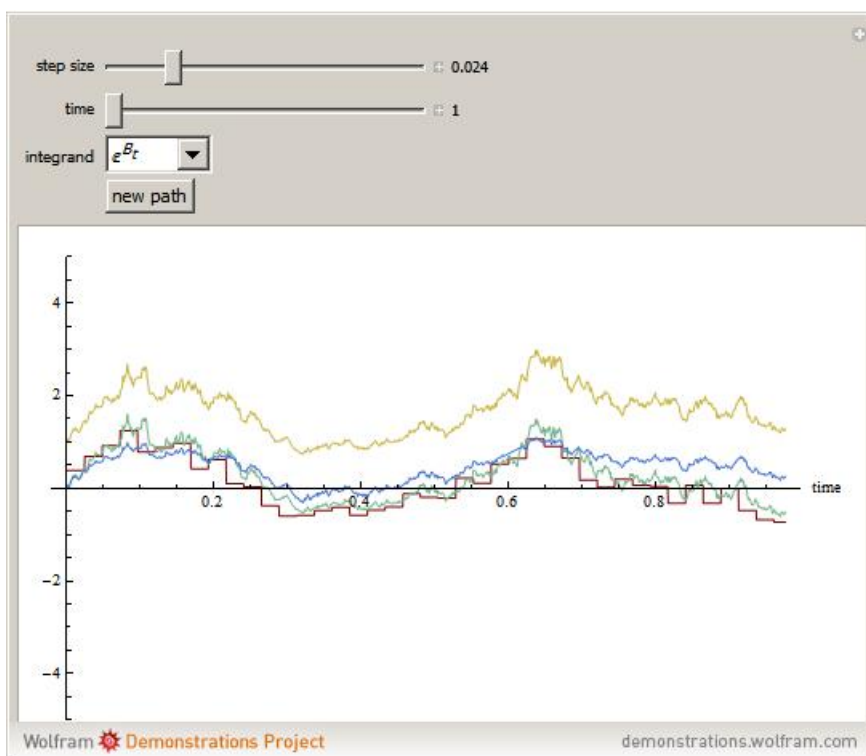 step size 0.024
time 1
integrand e^{B_t}
new path
4
2
0.2 0.4 0.6 0.8 time
−2
−4
Wolfram Demonstrations Project demonstrations.wolfram.com